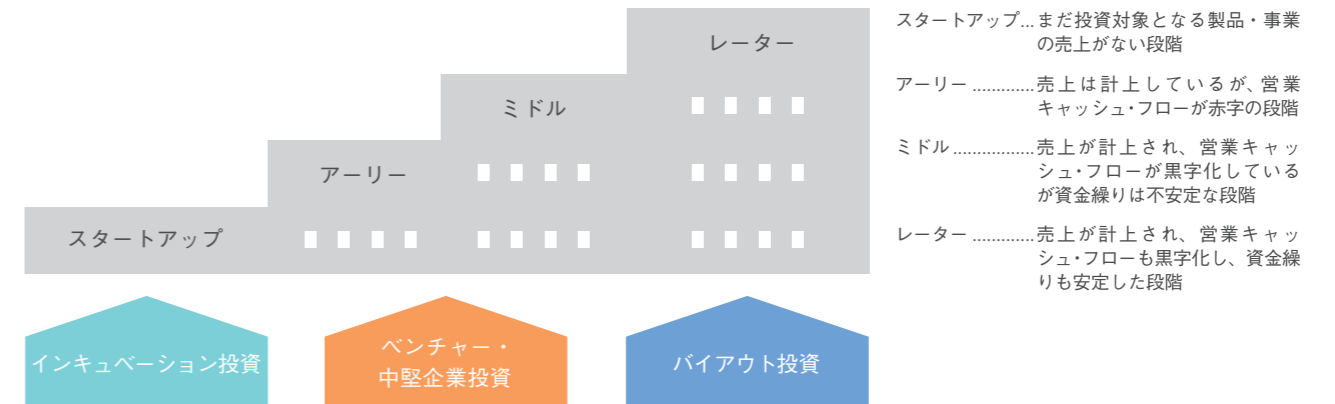 レーター
ミドル
アーリー
スタートアップ
インキュベーション投資
ベンチャー・
中堅企業投資
バイアウト投資
スタートアップ...まだ投資対象となる製品・事業
の売上がない段階
アーリー.............売上は計上しているが、営業
キャッシュ・フローが赤字の段階
ミドル.................売上が計上され、営業キャッ
シュ・フローが黒字化している
が資金繰りは不安定な段階
レーター.............売上が計上され、営業キャッ
シュ・フローも黒字化し、資金繰
りも安定した段階